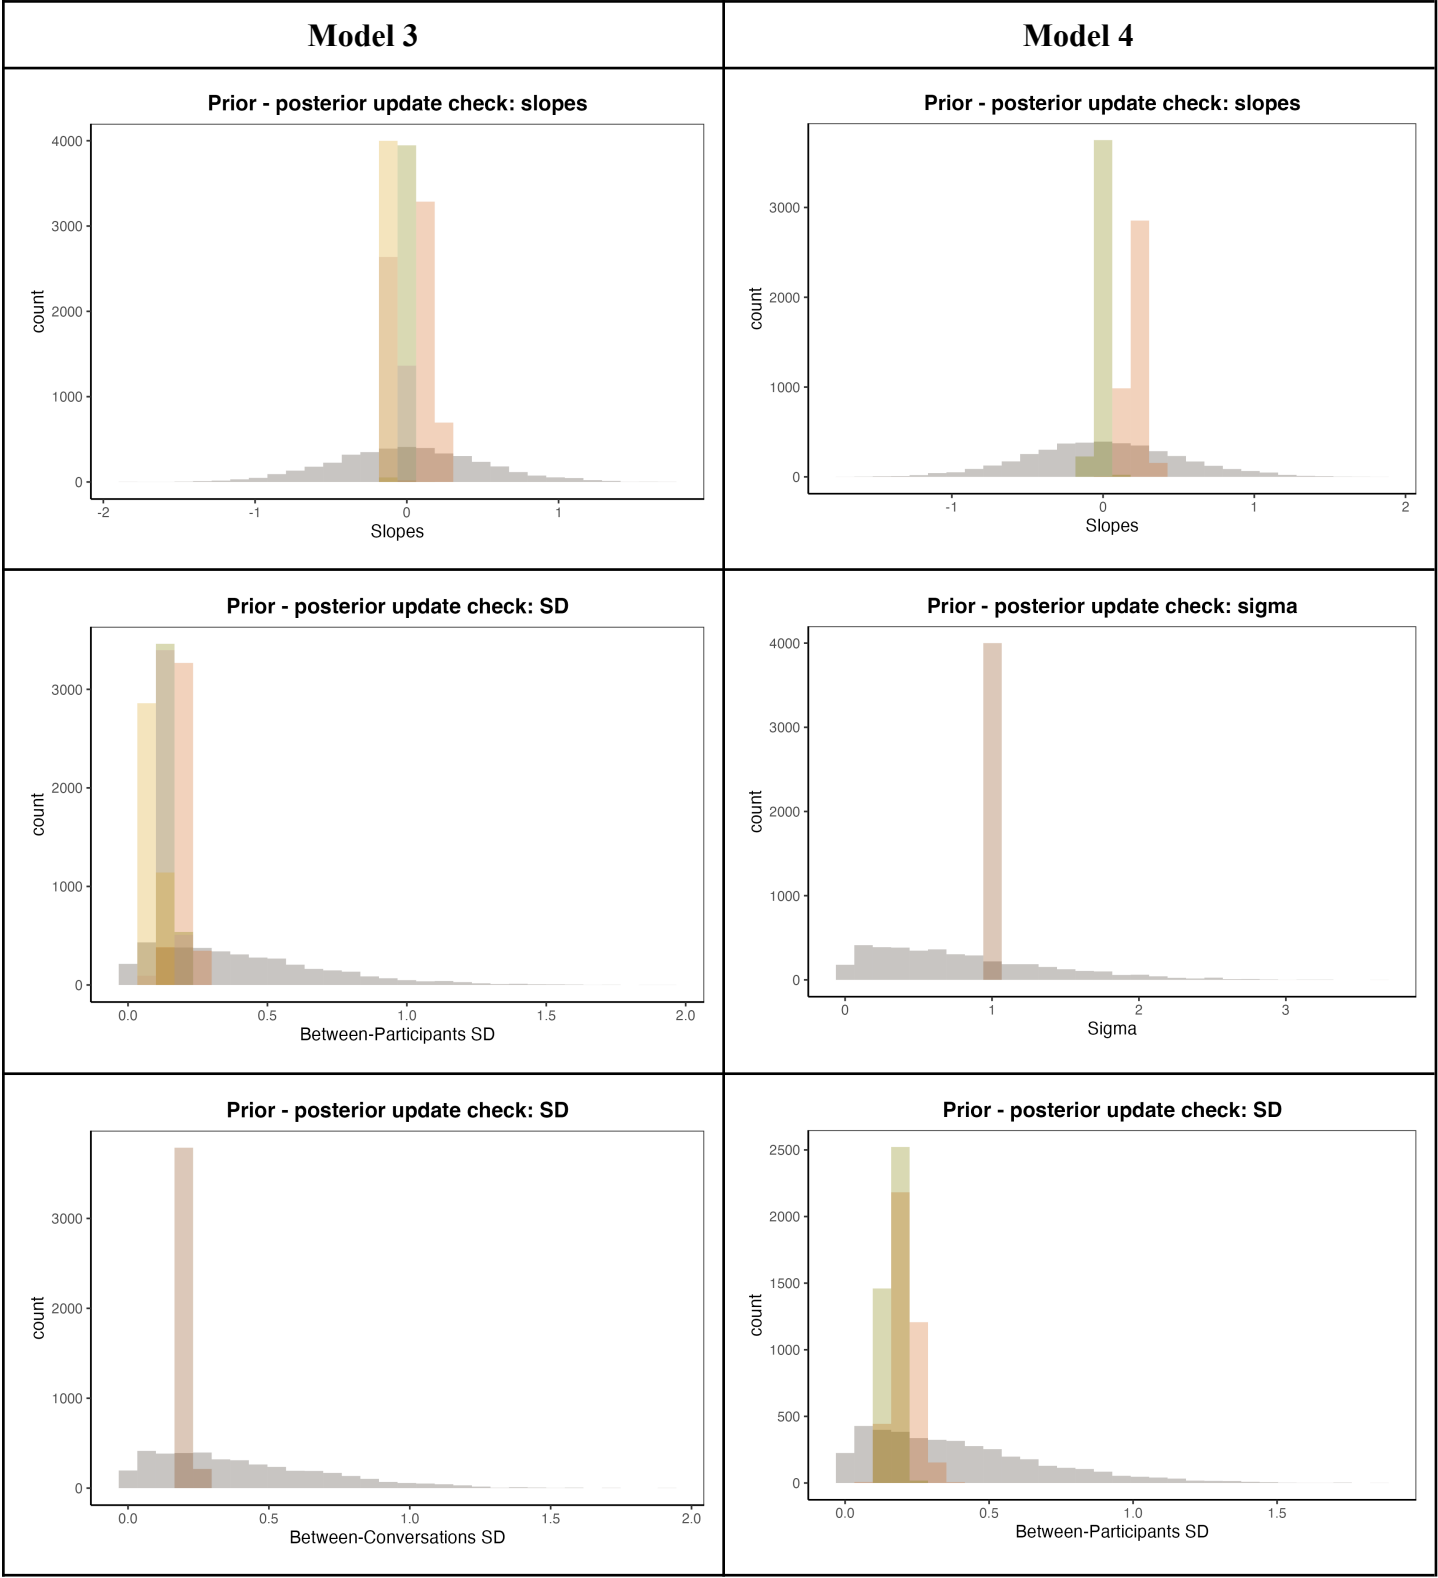 Model 3
Model 4
Prior - posterior update check: slopes
4000
3000
2000
1000
0
count
-2
-1
0
1
Slopes
Prior - posterior update check: slopes
3000
2000
1000
0
count
-1
0
1
2
Slopes
Prior - posterior update check: SD
3000
2000
1000
0
count
0.0
0.5
1.0
1.5
2.0
Between-Participants SD
Prior - posterior update check: sigma
4000
3000
2000
1000
0
count
0
1
2
3
Sigma
Prior - posterior update check: SD
3000
2000
1000
0
count
0.0
0.5
1.0
1.5
2.0
Between-Conversations SD
Prior - posterior update check: SD
2500
2000
1500
1000
500
0
count
0.0
0.5
1.0
1.5
Between-Participants SD